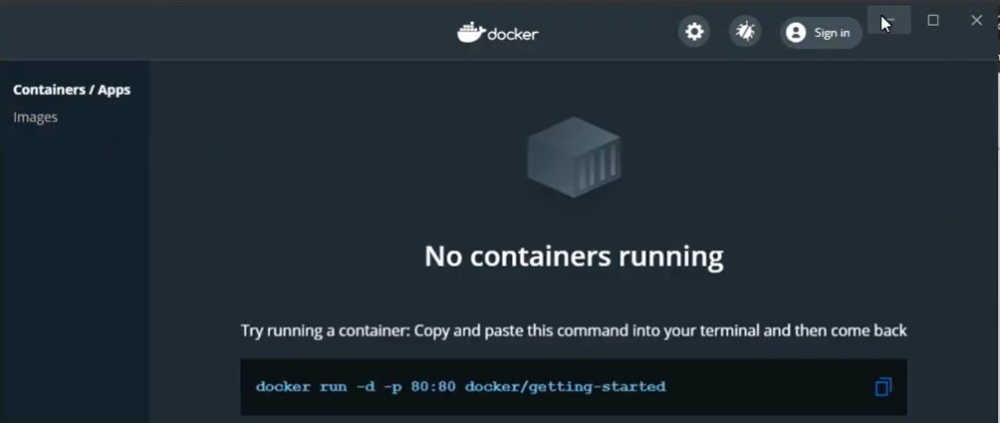 docker
Sign in
Containers / Apps
Images
No containers running
Try running a container: Copy and paste this command into your terminal and then come back
docker run -d -p 80:80 docker/getting-started